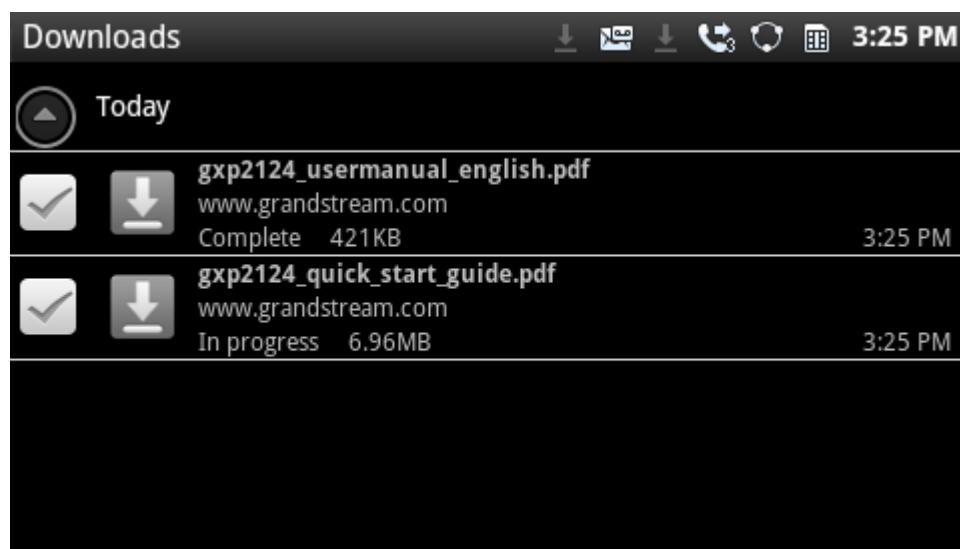 Downloads 3 3:25 PM
Today
gxp2124_usermanual_english.pdf
www.grandstream.com
Complete 421KB 3:25 PM
gxp2124_quick_start_guide.pdf
www.grandstream.com
In progress 6.96MB 3:25 PM